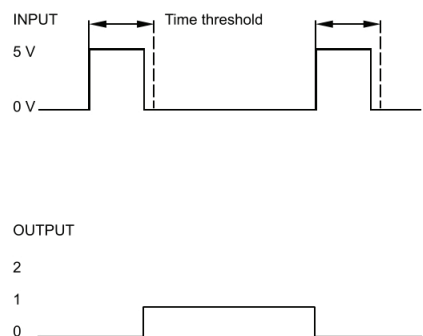 INPUT
Time threshold
5 V
0 V
OUTPUT
2
1
0